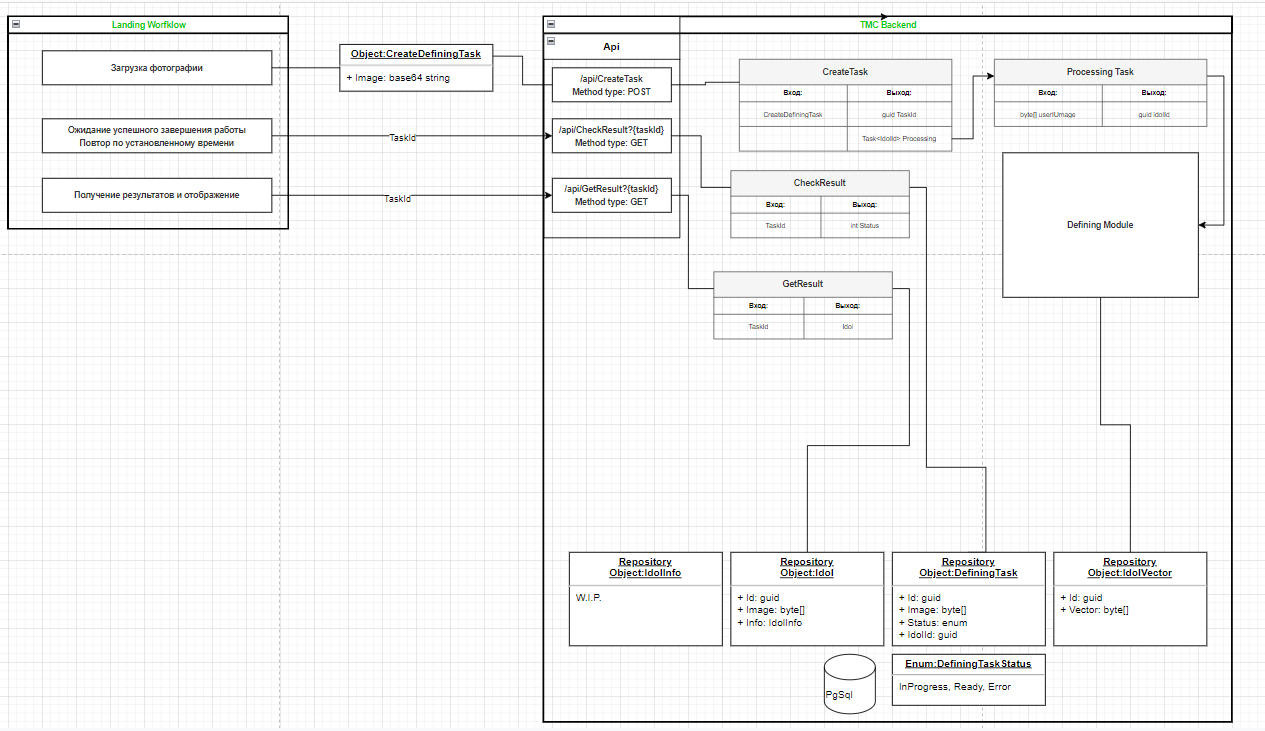 Landing Worfklow
Загрузка фотографии
Ожидание успешного завершения работы
Повтор по установленному времени
Получение результатов и отображение
Object:CreateDefiningTask
+ Image: base64 string
TaskId
TaskId
TMC Backend
Api
/api/CreateTask
Method type: POST
/api/CheckResult?{taskId}
Method type: GET
/api/GetResult?{taskId}
Method type: GET
CreateTask
Вход:
Выход:
CreateDefiningTask
guid TaskId
Task<IdolId> Processing
Processing Task
Вход:
Выход:
byte[] userIUmage
guid idolId
CheckResult
Вход:
Выход:
TaskId
int Status
GetResult
Вход:
Выход:
TaskId
Idol
Defining Module
Repository
Object:IdolInfo
W.I.P.
Repository
Object:Idol
+ Id: guid
+ Image: byte[]
+ Info: IdolInfo
Repository
Object:DefiningTask
+ Id: guid
+ Image: byte[]
+ Status: enum
+ IdolId: guid
Repository
Object:IdolVector
+ Id: guid
+ Vector: byte[]
PgSql
Enum:DefiningTaskStatus
InProgress, Ready, Error